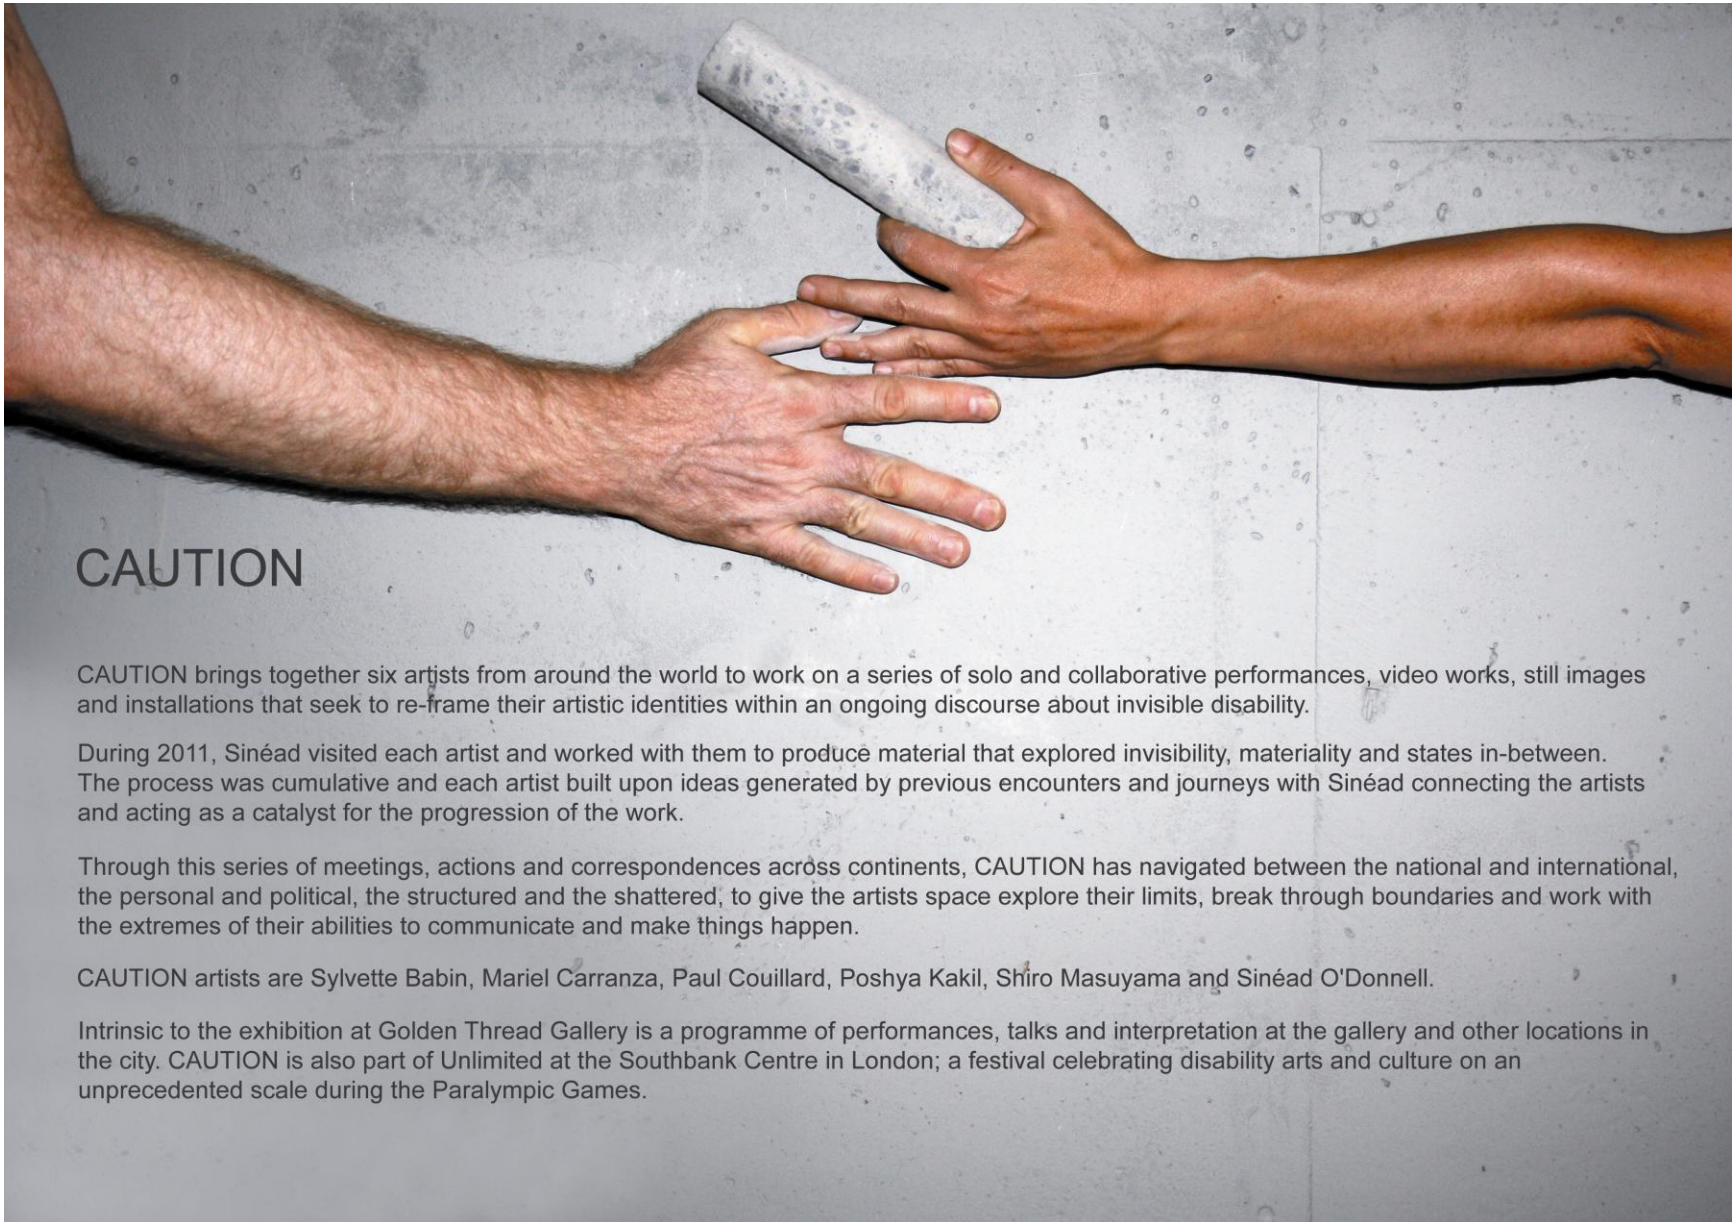 CAUTION
CAUTION brings together six artists from around the world to work on a series of solo and collaborative performances, video works, still images
and installations that seek to re-frame their artistic identities within an ongoing discourse about invisible disability.
During 2011, Sinéad visited each artist and worked with them to produce material that explored invisibility, materiality and states in-between.
The process was cumulative and each artist built upon ideas generated by previous encounters and journeys with Sinéad connecting the artists
and acting as a catalyst for the progression of the work.
Through this series of meetings, actions and correspondences across continents, CAUTION has navigated between the national and international,
the personal and political, the structured and the shattered, to give the artists space explore their limits, break through boundaries and work with
the extremes of their abilities to communicate and make things happen.
CAUTION artists are Sylvette Babin, Mariel Carranza, Paul Couillard, Poshya Kakil, Shiro Masuyama and Sinéad O'Donnell.
Intrinsic to the exhibition at Golden Thread Gallery is a programme of performances, talks and interpretation at the gallery and other locations in
the city. CAUTION is also part of Unlimited at the Southbank Centre in London; a festival celebrating disability arts and culture on an
unprecedented scale during the Paralympic Games.